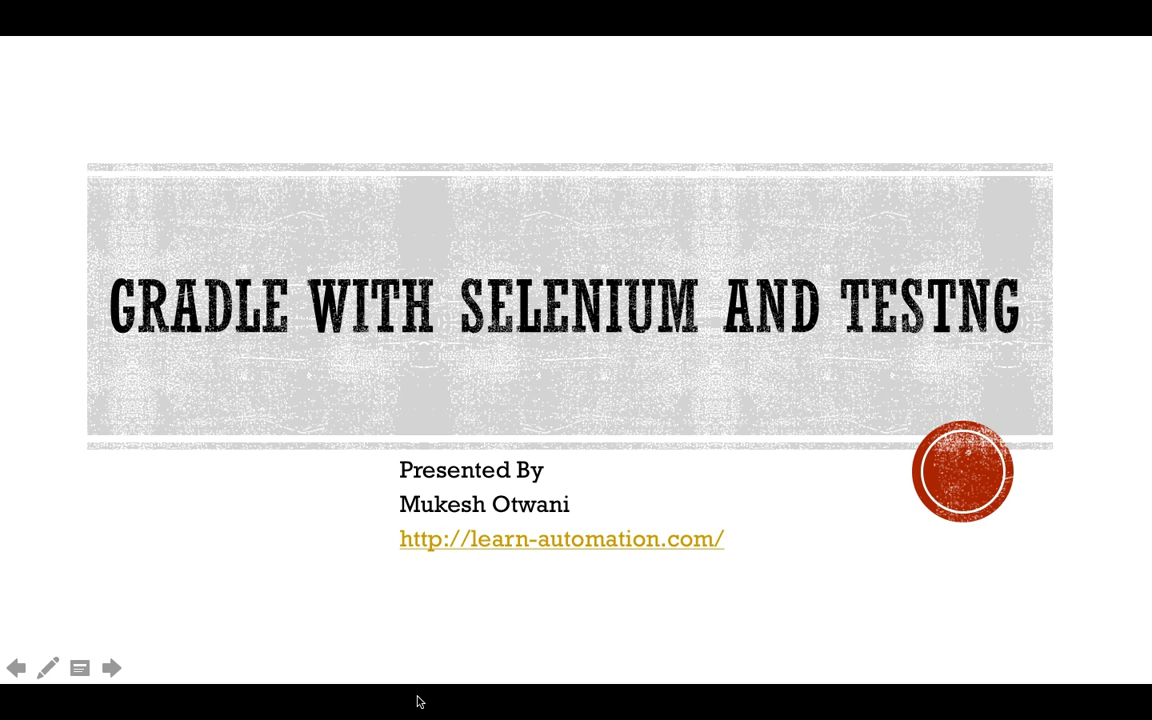 GRADLE WITH SELENIUM AND TESTNG
Presented By
Mukesh Otwani
http://learn-automation.com/